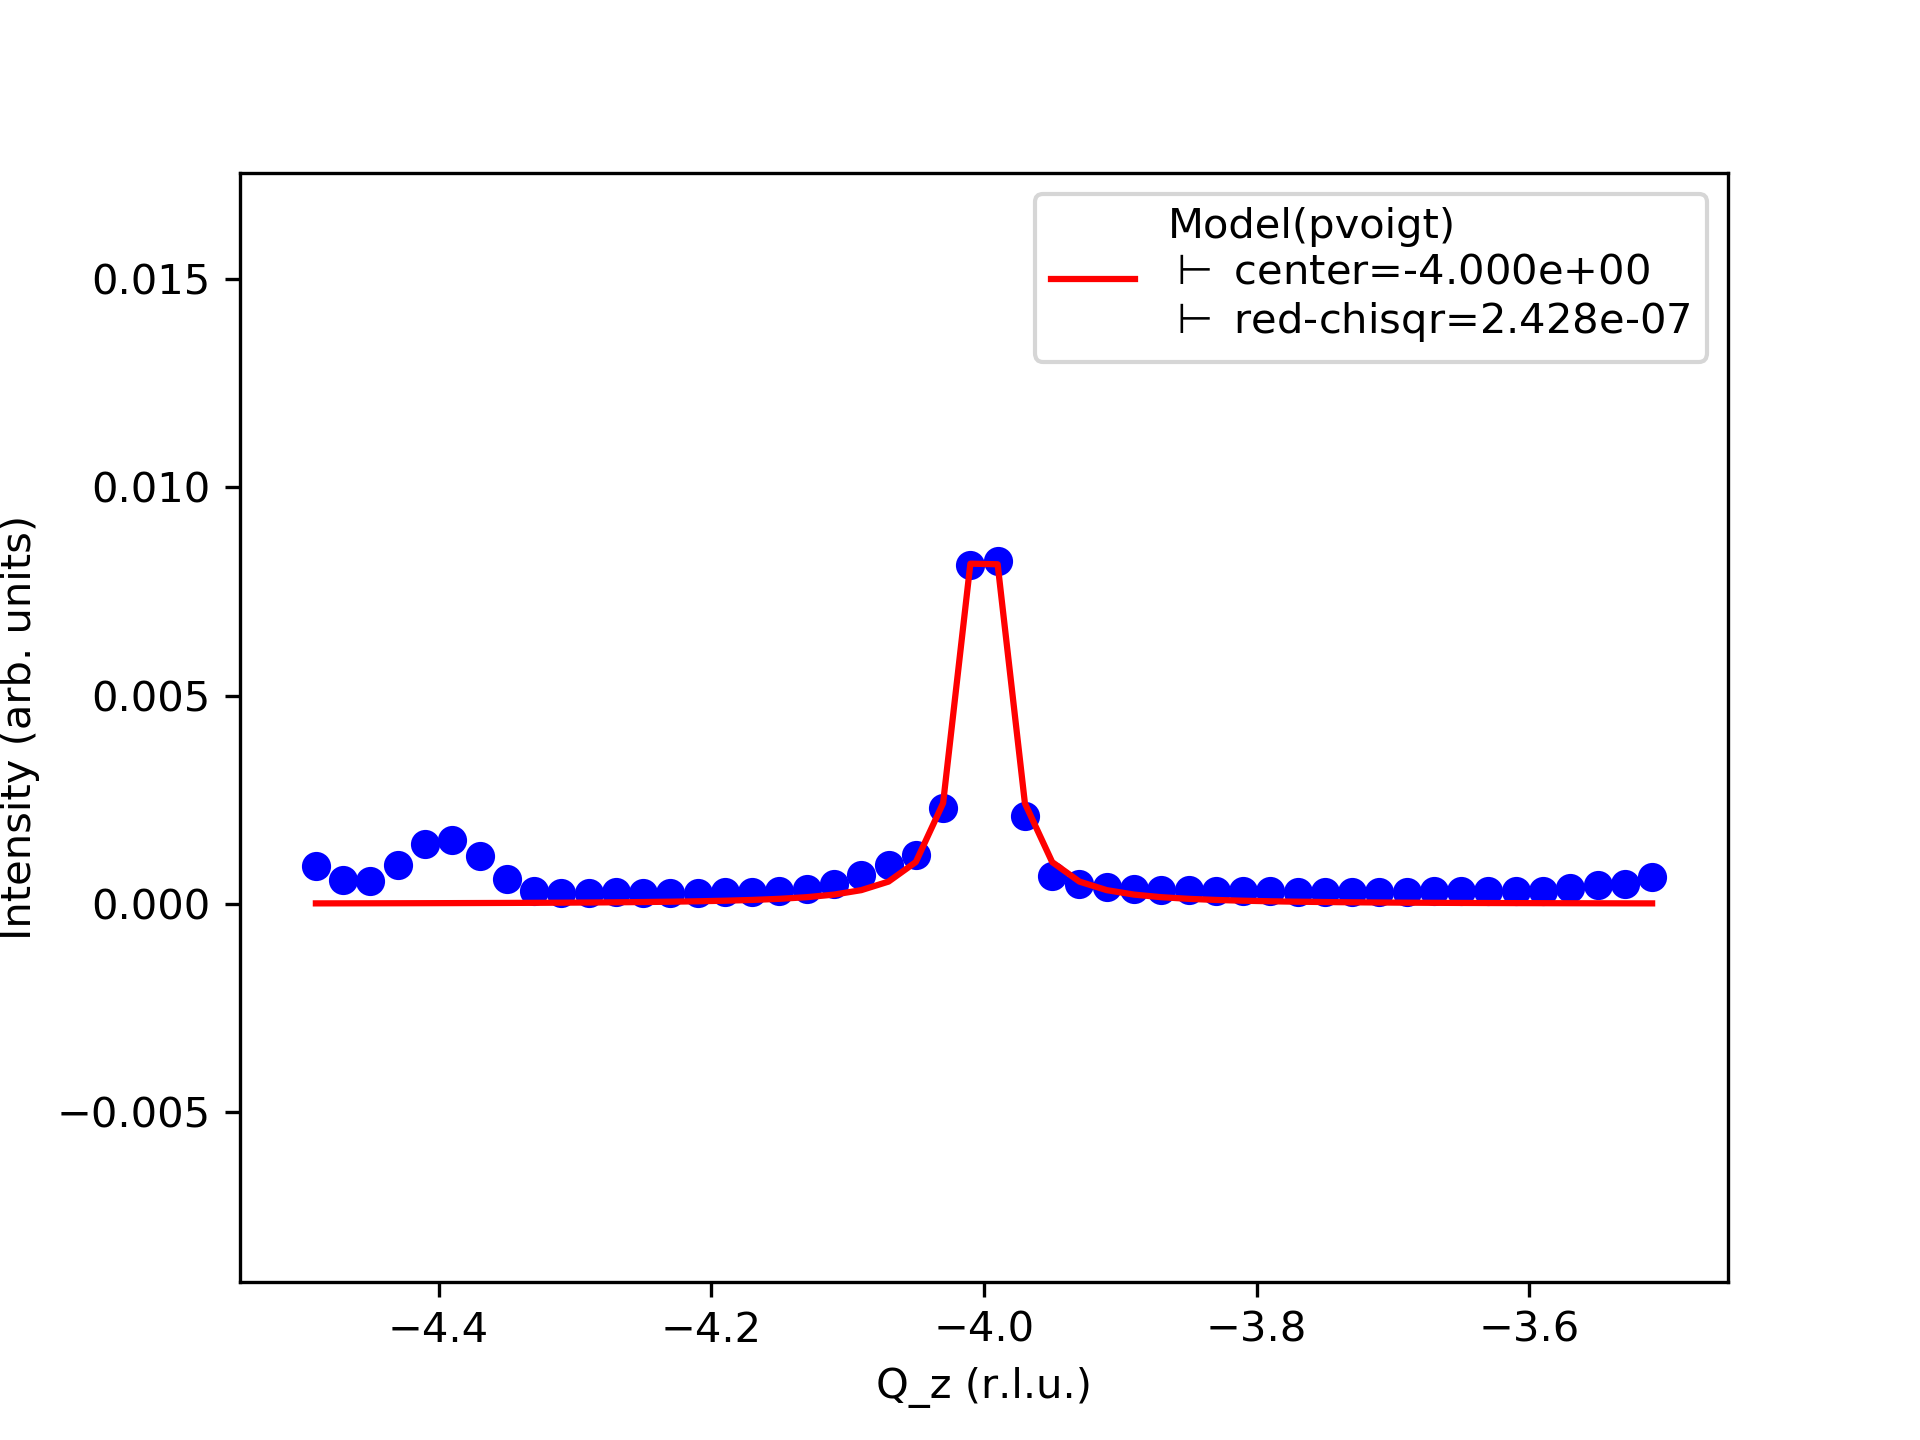 Model(pvoigt)
⊢ center=-4.000e+00
⊢ red-chisqr=2.428e-07
0.015
0.010
0.005
0.000
−0.005
Intensity (arb. units)
−4.4 −4.2 −4.0 −3.8 −3.6
Q_z (r.l.u.)